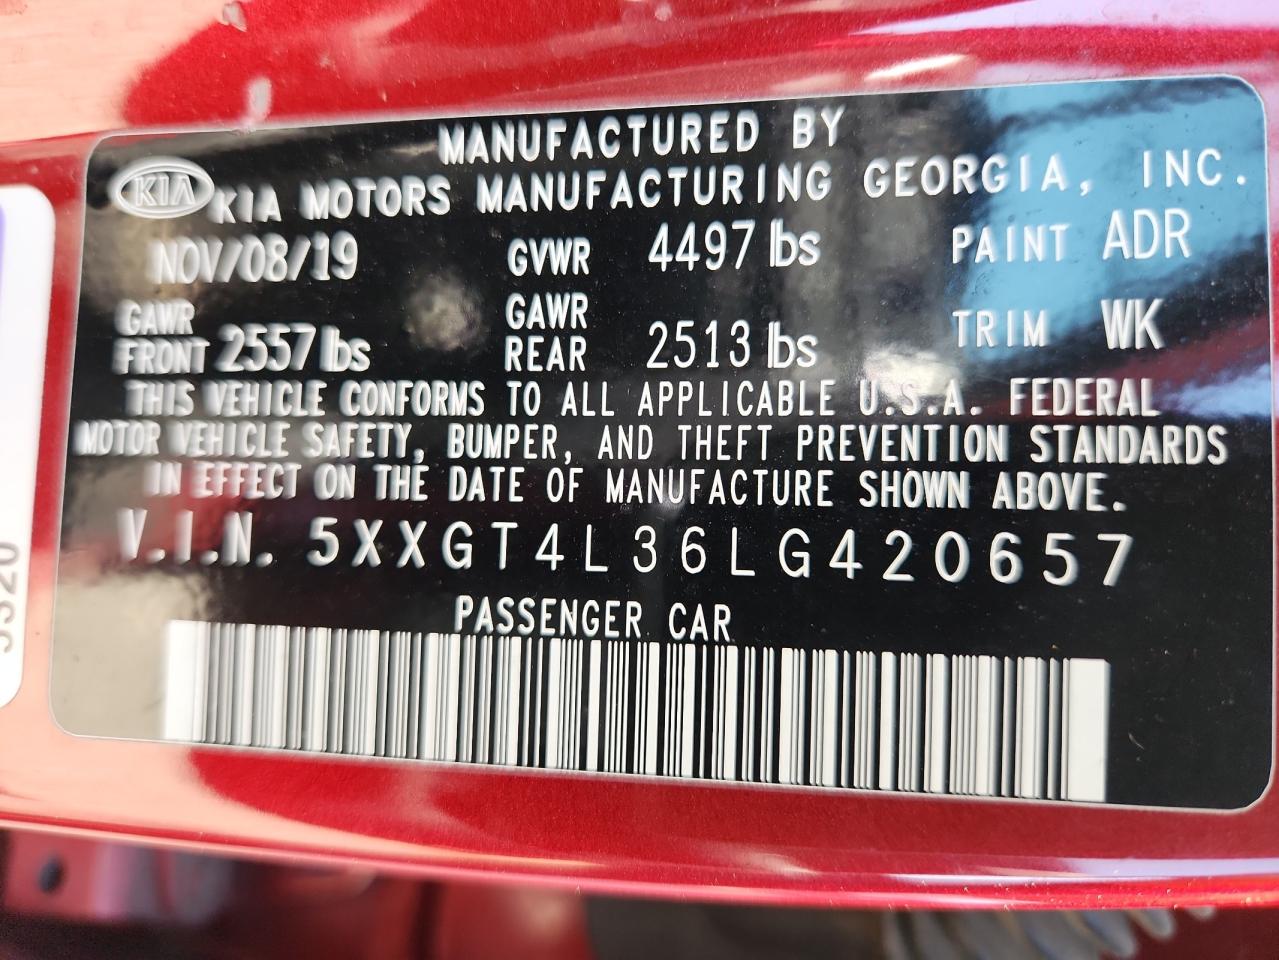 MANUFACTURED BY
KIA KIA MOTORS MANUFACTURING GEORGIA, INC.
NOV/08/19 GVWR 4497 lbs PAINT ADR
GAWR FRONT 2557 lbs GAWR REAR 2513 lbs TRIM WK
THIS VEHICLE CONFORMS TO ALL APPLICABLE U.S.A. FEDERAL
MOTOR VEHICLE SAFETY, BUMPER, AND THEFT PREVENTION STANDARDS
IN EFFECT ON THE DATE OF MANUFACTURE SHOWN ABOVE.
V.I.N. 5XXGT4L36LG420657
PASSENGER CAR